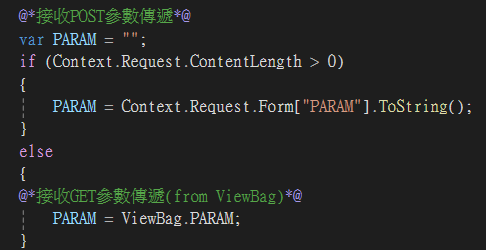 @*接收POST參數傳遞*@
var PARAM = "";
if (Context.Request.ContentLength > 0)
{
    PARAM = Context.Request.Form["PARAM"].ToString();
}
else
{
@*接收GET參數傳遞(from ViewBag)*@
    PARAM = ViewBag.PARAM;
}